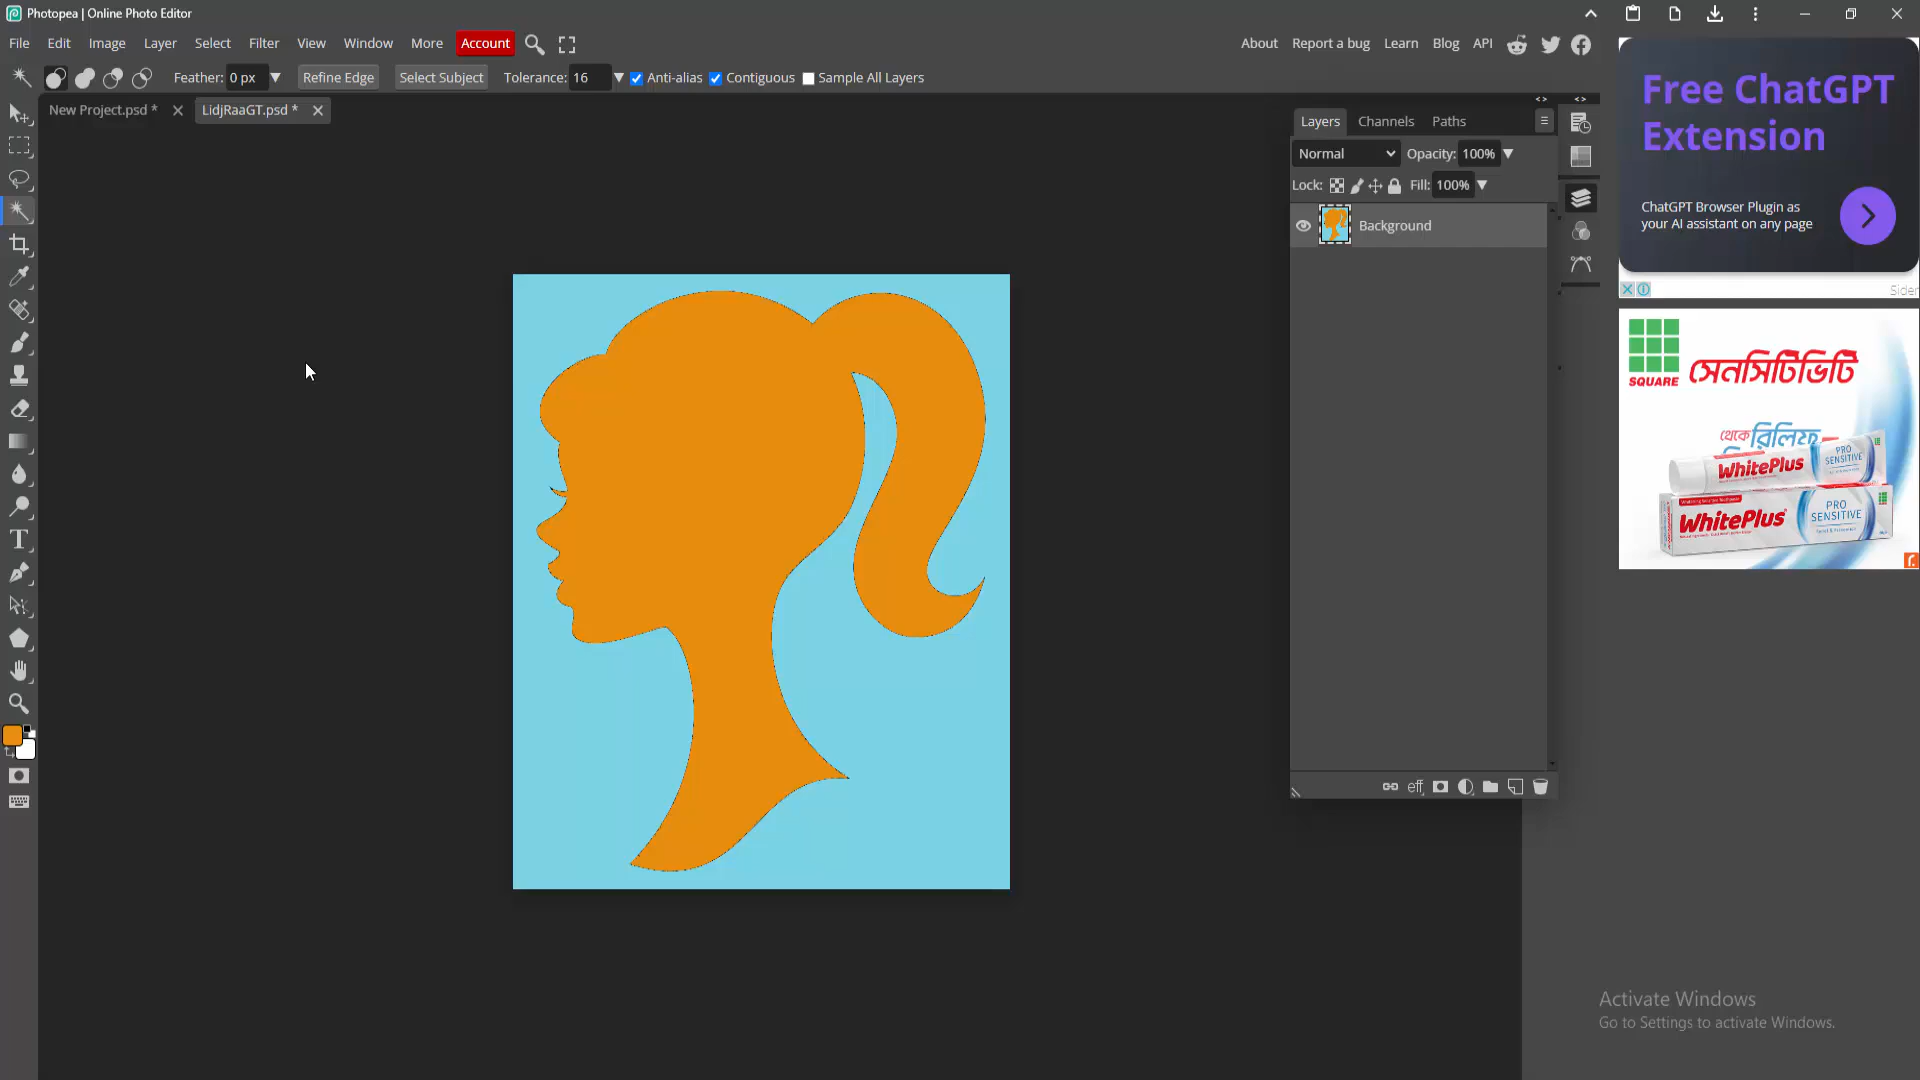 Photopea | Online Photo Editor
File Edit Image Layer Select Filter View Window More Account
About Report a bug Learn Blog API
Feather: 0 px Refine Edge Select Subject Tolerance: 16 Anti-alias Contiguous Sample All Layers
New Project.psd * LidjRaaGT.psd *
Layers Channels Paths
Normal Opacity: 100%
Lock: Fill: 100%
Background
eff
Free ChatGPT
Extension
ChatGPT Browser Plugin as
your AI assistant on any page
Sider
SQUARE
সেনসিটিভিটি
থেকে রিলিফ
WhitePlus
PRO
SENSITIVE
WhitePlus
PRO
SENSITIVE
Activate Windows
Go to Settings to activate Windows.